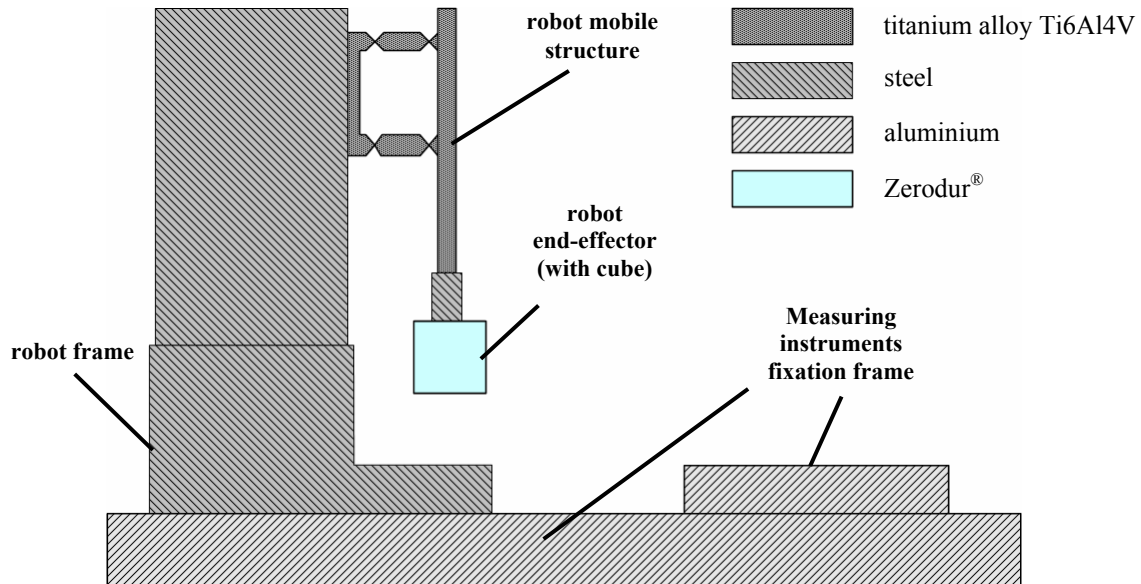 robot mobile
structure
titanium alloy Ti6Al4V
steel
aluminium
Zerodur®
robot
end-effector
(with cube)
Measuring
instruments
fixation frame
robot frame